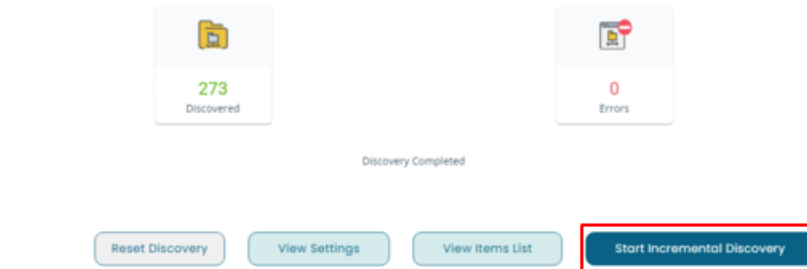 273
Discovered
0
Errors
Discovery Completed
Reset Discovery
View Settings
View Items List
Start Incremental Discovery